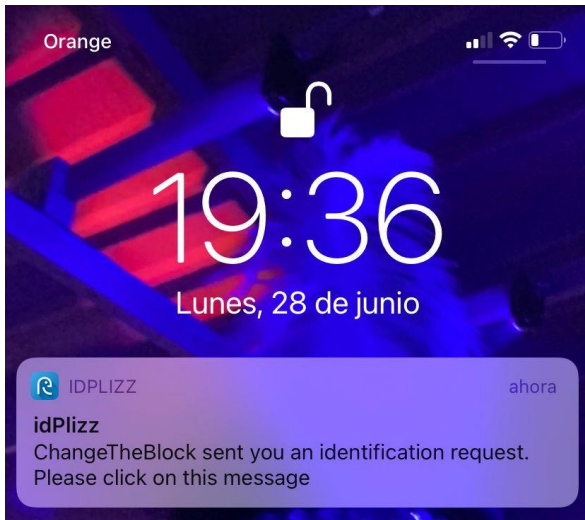 Orange
19:36
Lunes, 28 de junio
IDPLIZZ ahora
idPlizz
ChangeTheBlock sent you an identification request.
Please click on this message